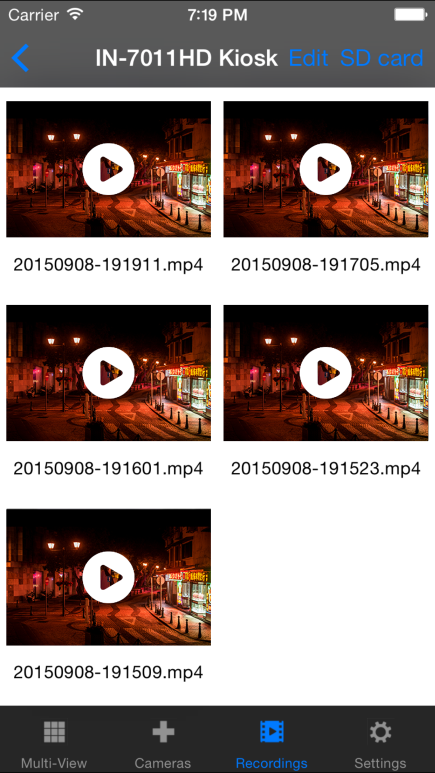 Carrier 7:19 PM
IN-7011HD Kiosk Edit SD card
20150908-191911.mp4 20150908-191705.mp4
20150908-191601.mp4 20150908-191523.mp4
20150908-191509.mp4
Multi-View Cameras Recordings Settings